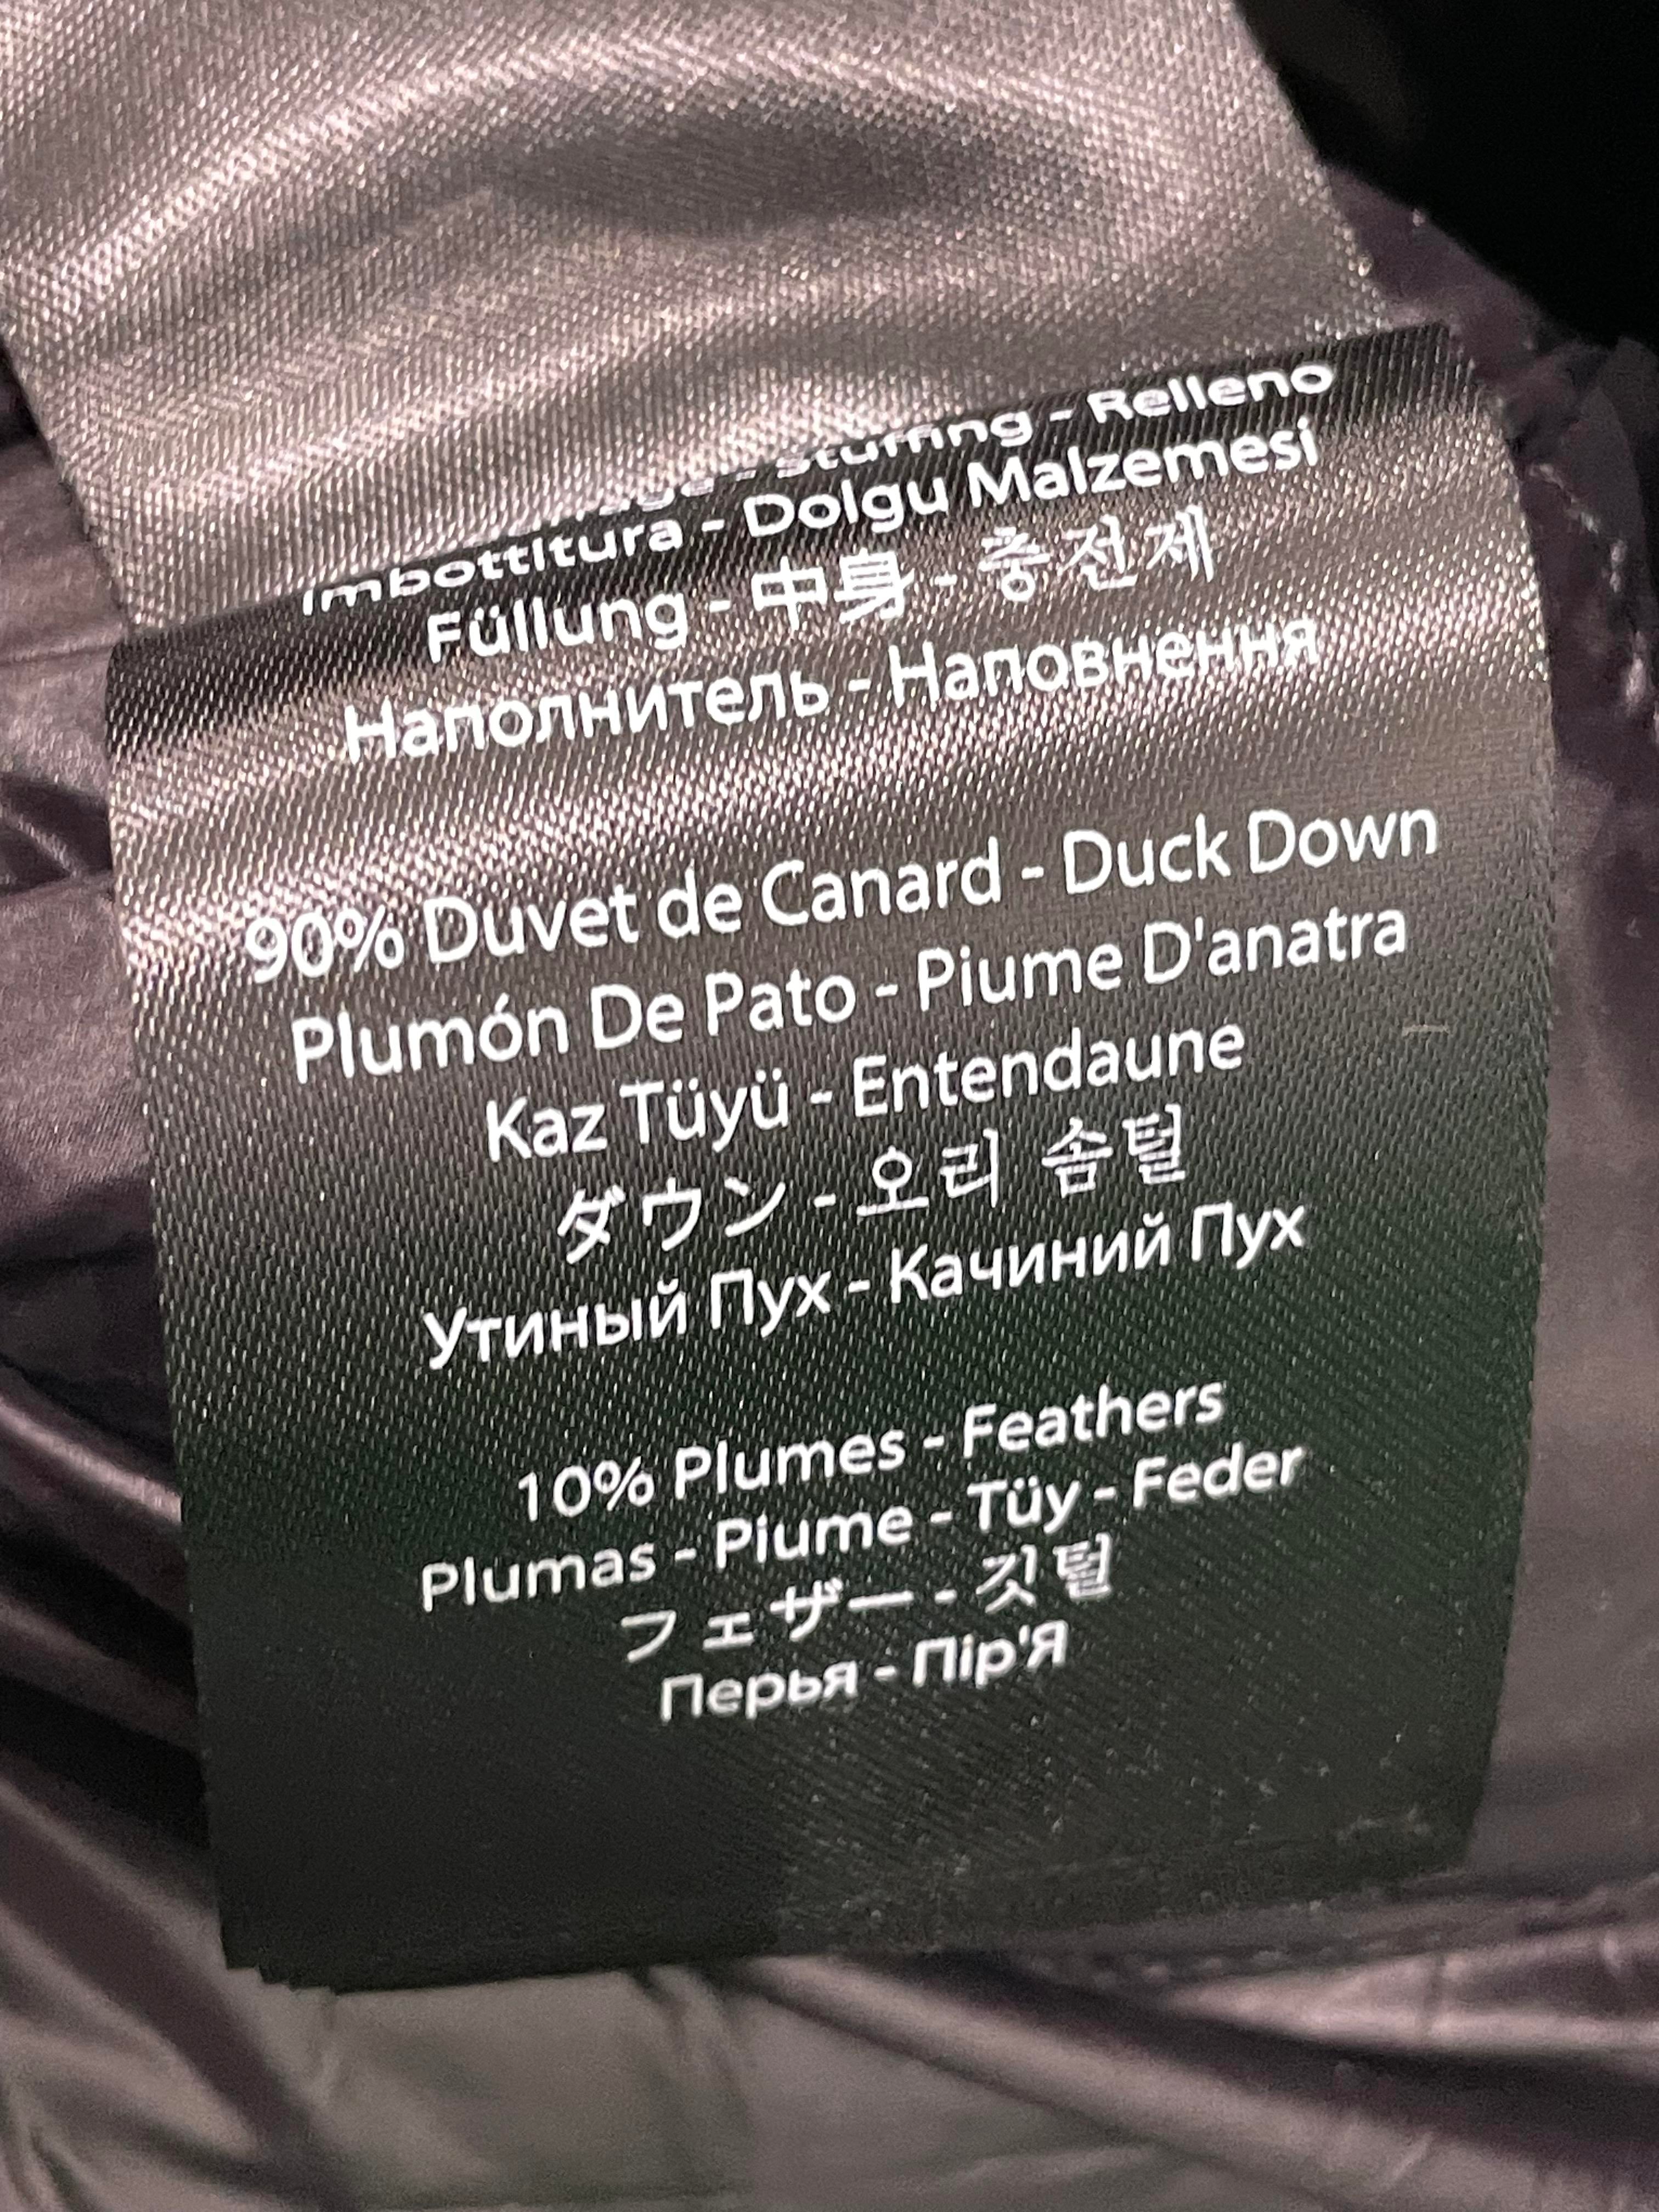 Stuffing - Relleno
Imbottitura - Dolgu Malzemesi
Füllung - 中身 - 충전제
Наполнитель - Наповнення
90% Duvet de Canard - Duck Down
Plumón De Pato - Piume D'anatra
Kaz Tüyü - Entendaune
ダウン - 오리 솜털
Утиный Пух - Качиний Пух
10% Plumes - Feathers
Plumas - Piume - Tüy - Feder
フェザー - 깃털
Перья - Пір'Я